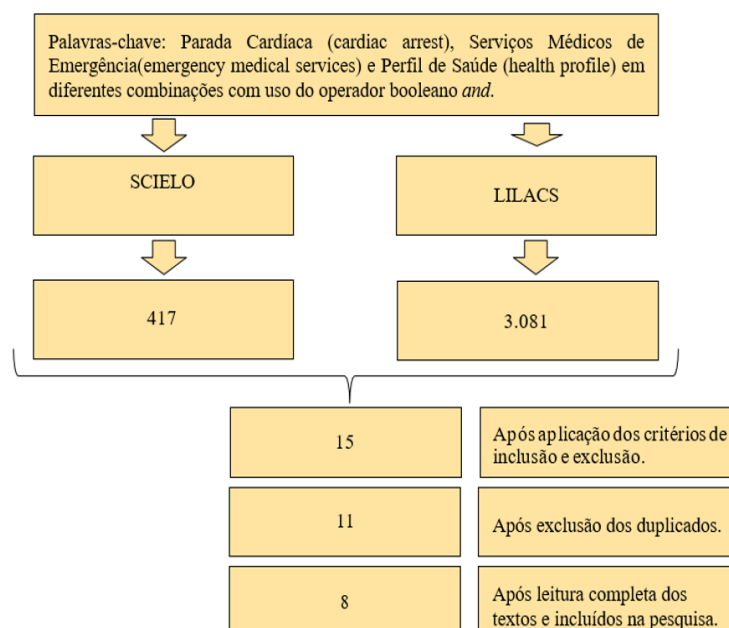 Palavras-chave: Parada Cardíaca (cardiac arrest), Serviços Médicos de
Emergência(emergency medical services) e Perfil de Saúde (health profile) em
diferentes combinações com uso do operador booleano and.
SCIELO
LILACS
417
3.081
15
Após aplicação dos critérios de
inclusão e exclusão.
11
Após exclusão dos duplicados.
8
Após leitura completa dos
textos e incluídos na pesquisa.